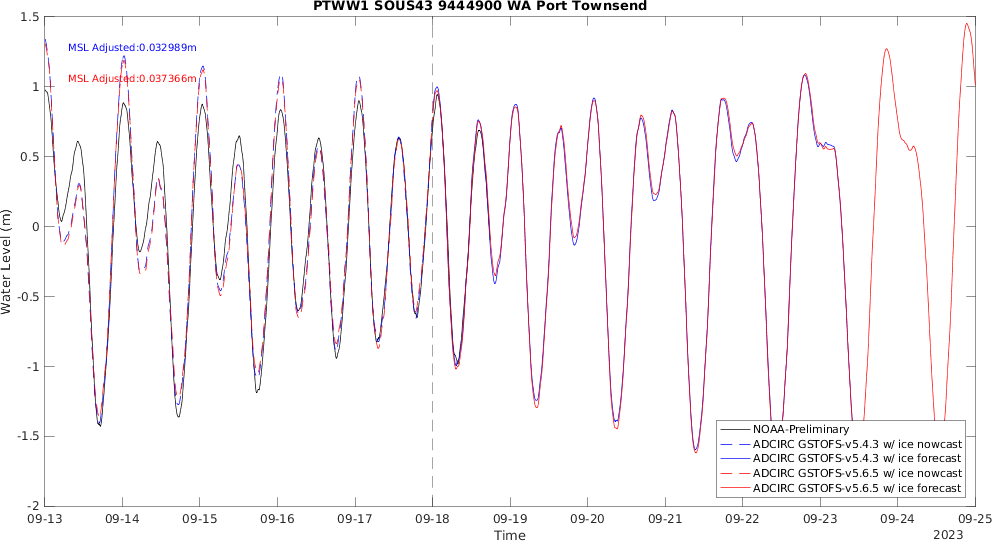 PTWW1 SOUS43 9444900 WA Port Townsend
MSL Adjusted:0.032989m
MSL Adjusted:0.037366m
1.5
1
0.5
0
-0.5
-1
-1.5
-2
Water Level (m)
NOAA-Preliminary
ADCIRC GSTOFS-v5.4.3 w/ ice nowcast
ADCIRC GSTOFS-v5.4.3 w/ ice forecast
ADCIRC GSTOFS-v5.6.5 w/ ice nowcast
ADCIRC GSTOFS-v5.6.5 w/ ice forecast
09-13 09-14 09-15 09-16 09-17 09-18 09-19 09-20 09-21 09-22 09-23 09-24 09-25
Time
2023